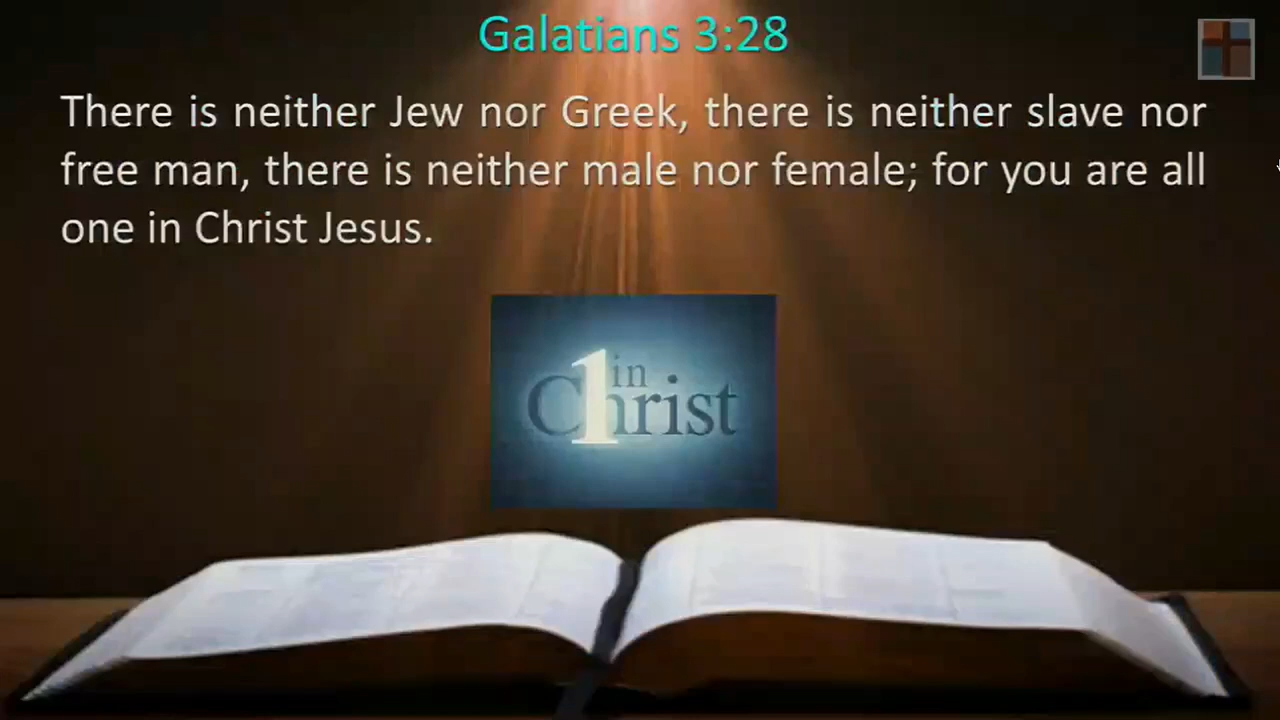 Galatians 3:28
There is neither Jew nor Greek, there is neither slave nor
free man, there is neither male nor female; for you are all
one in Christ Jesus.
1 in
Christ